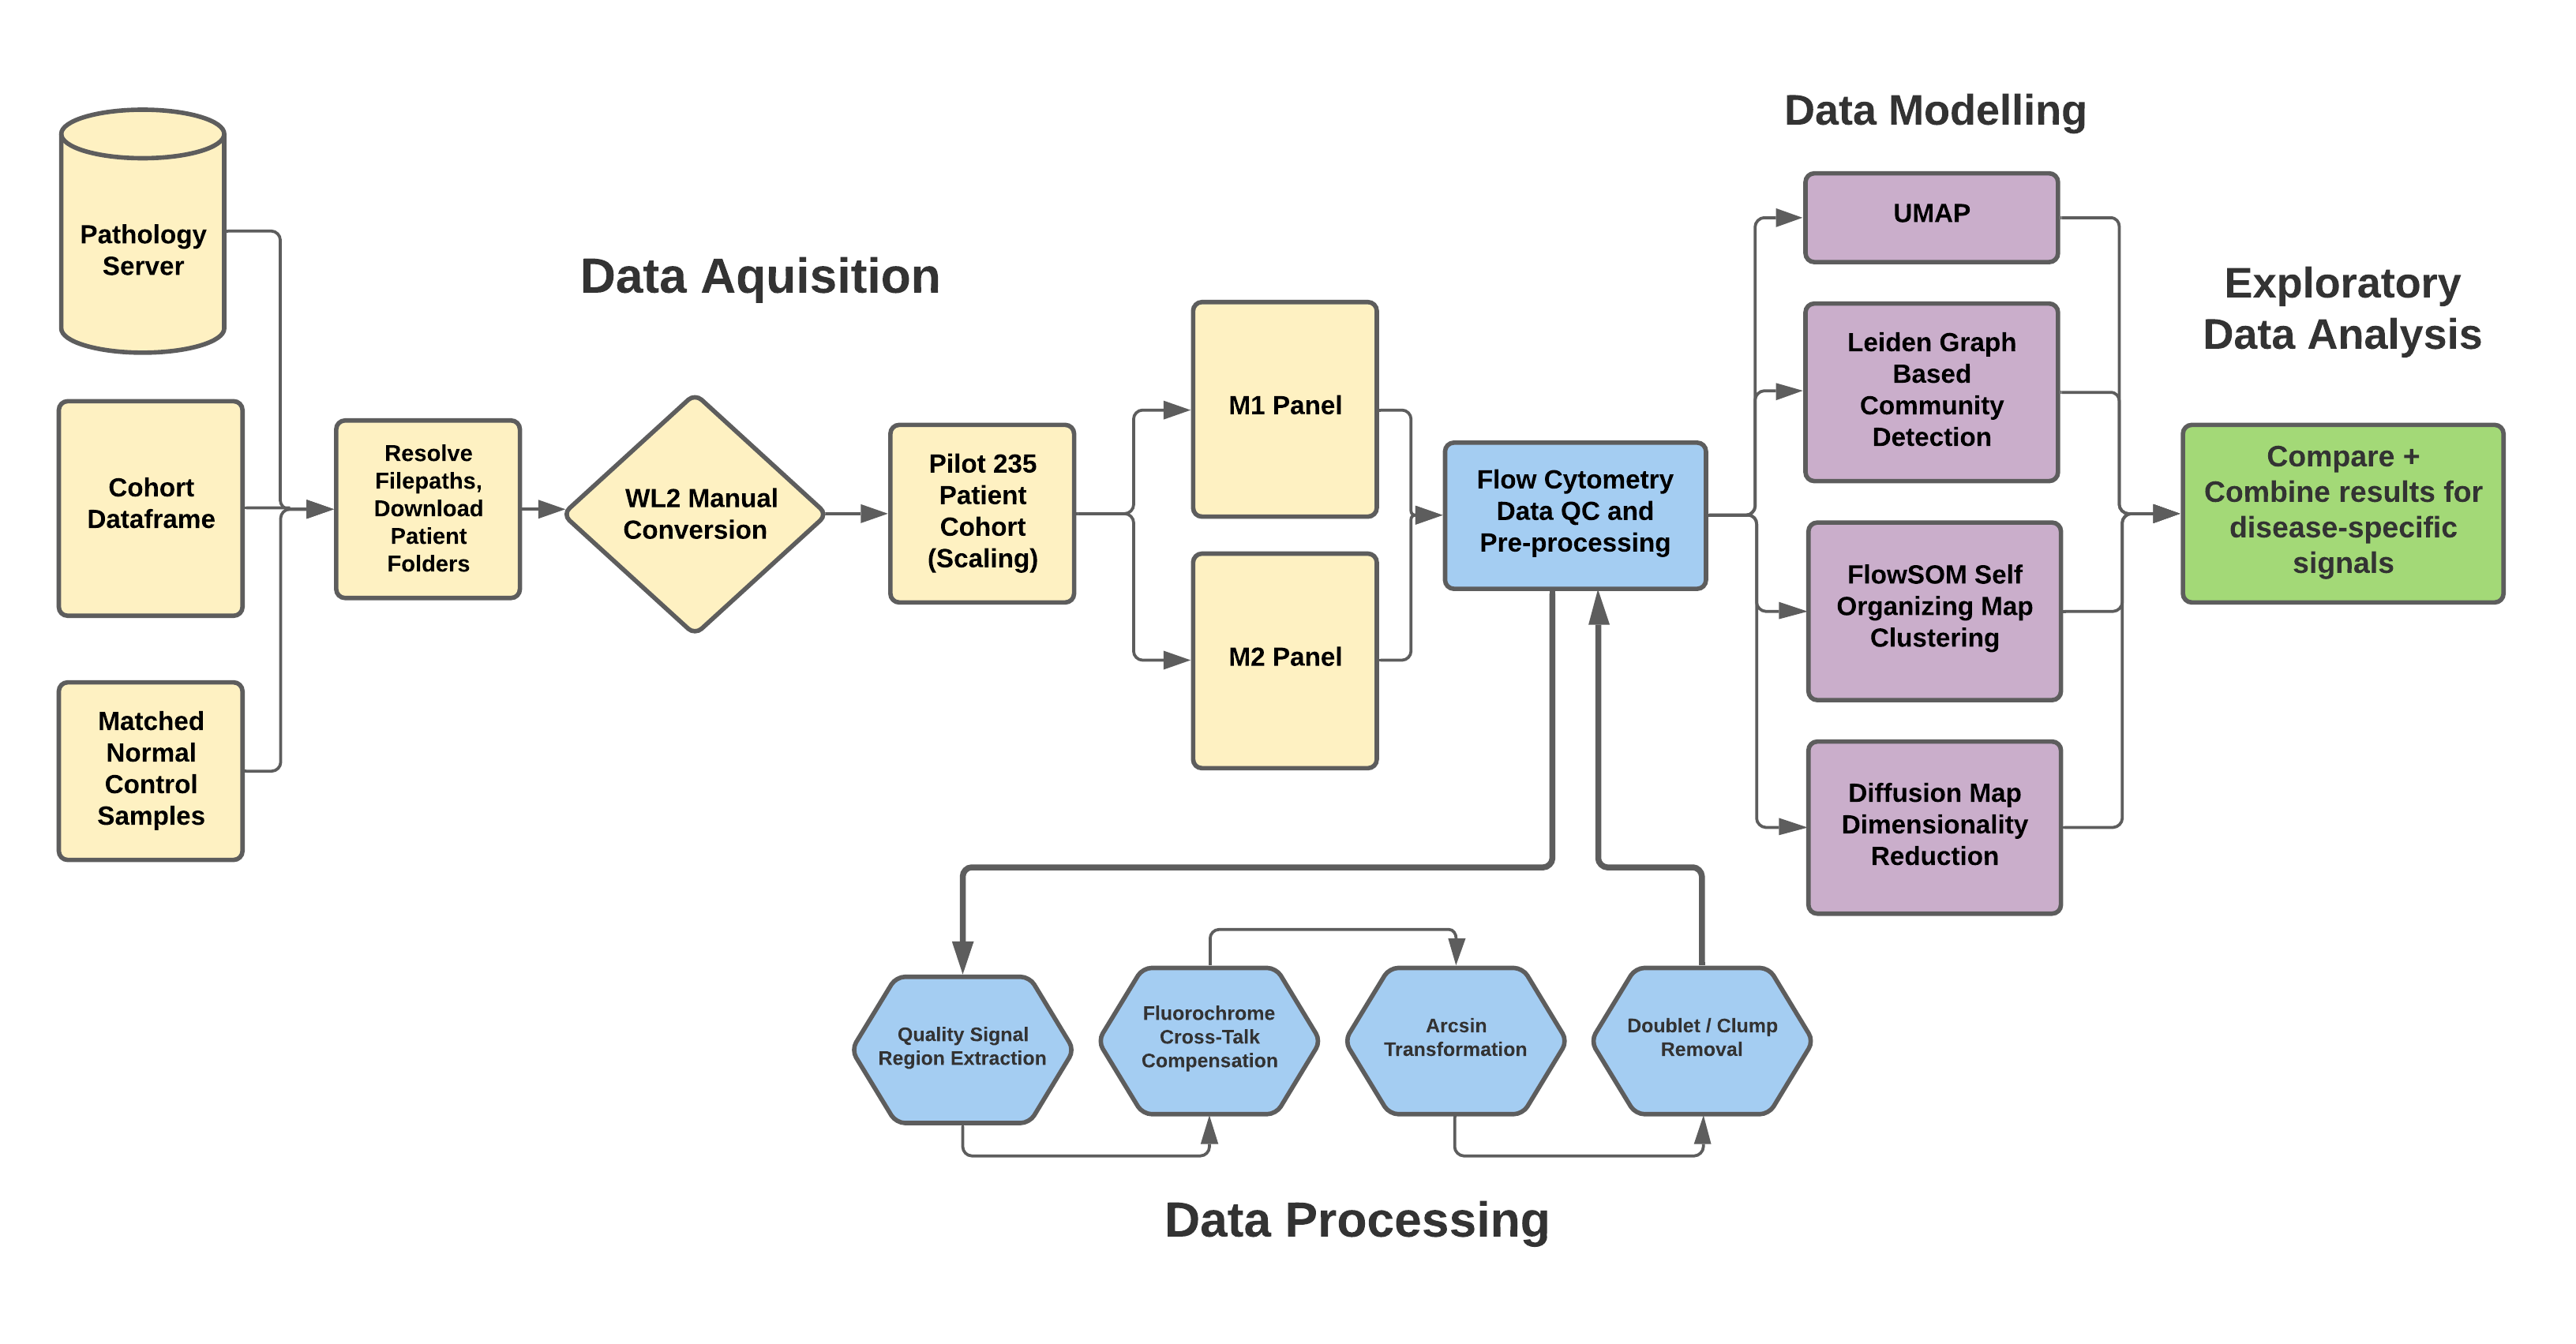 Data Modelling
Data Aquisition
Exploratory
Data Analysis
Pathology
Server
Cohort
Dataframe
Matched
Normal
Control
Samples
Resolve
Filepaths,
Download
Patient
Folders
WL2 Manual
Conversion
Pilot 235
Patient
Cohort
(Scaling)
M1 Panel
M2 Panel
Flow Cytometry
Data QC and
Pre-processing
UMAP
Leiden Graph
Based
Community
Detection
FlowSOM Self
Organizing Map
Clustering
Diffusion Map
Dimensionality
Reduction
Compare +
Combine results for
disease-specific
signals
Quality Signal
Region Extraction
Fluorochrome
Cross-Talk
Compensation
Arcsin
Transformation
Doublet / Clump
Removal
Data Processing